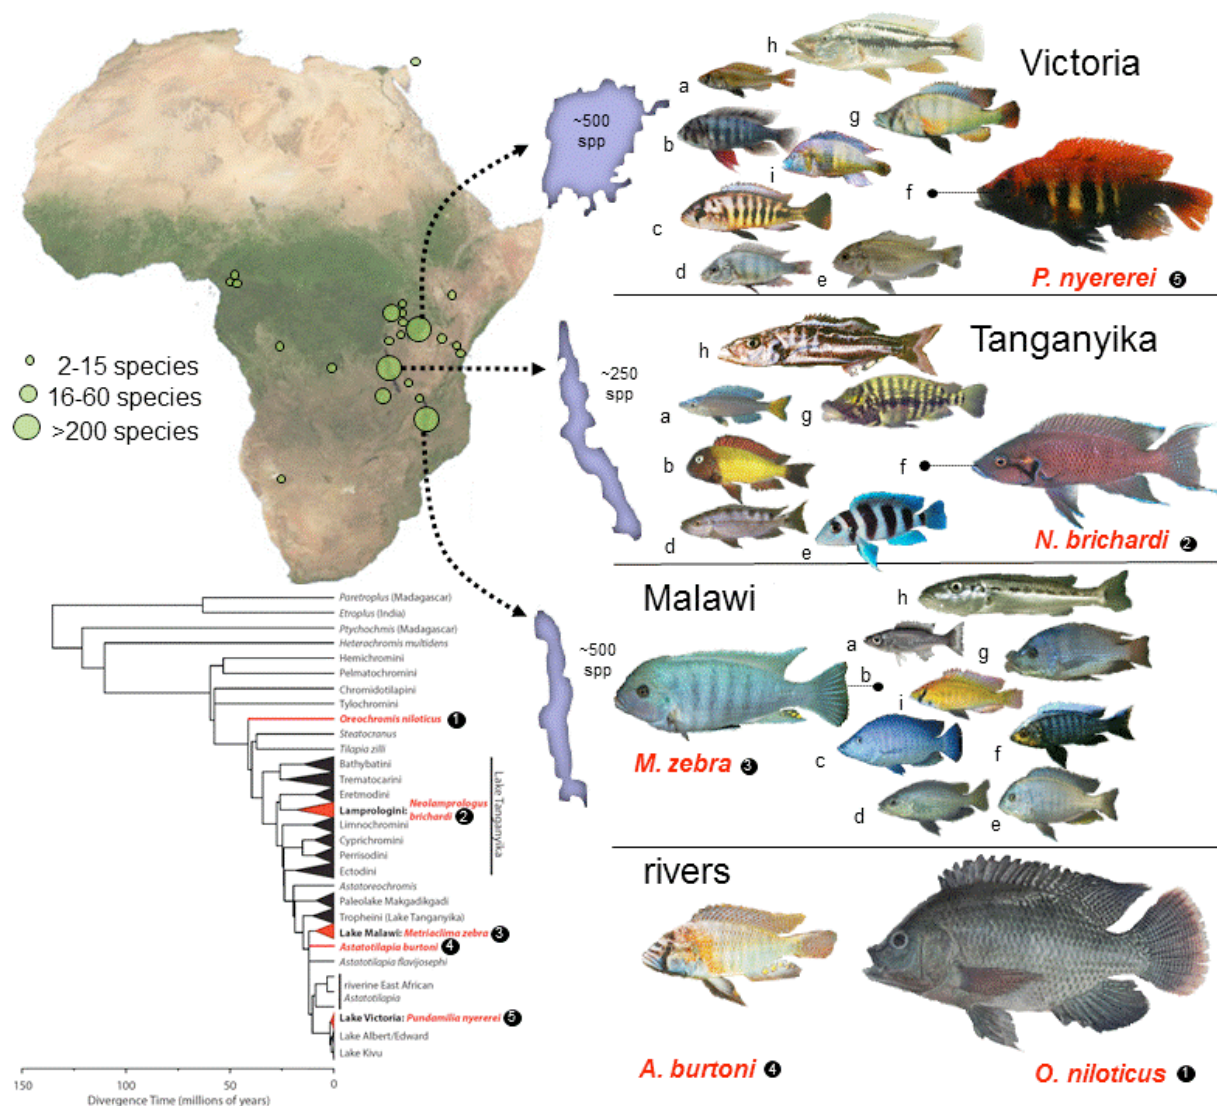 h
Victoria
a
g
b
i
f
c
d
e
P. nyererei 5
~500
spp
2-15 species
16-60 species
>200 species
h
Tanganyika
~250
spp
a
g
b
f
d
e
N. brichardi 2
Malawi
h
~500
spp
a
g
b
i
c
f
M. zebra 3
d
e
rivers
A. burtoni 4
O. niloticus 1
Paretroplus (Madagascar)
Etroplus (India)
Ptychochmis (Madagascar)
Heterochromis multidens
Hemichromini
Pelmatochromini
Chromidotilapini
Tylochromini
Oreochromis niloticus 1
Steatocranus
Tilapia zilli
Bathybatini
Trematocarini
Eretmodini
Lamprologini: Neolamprologus
brichardi 2
Limnochromini
Cyprichromini
Perrisodini
Ectodini
Lake Tanganyika
Astatoreochromis
Paleolake Makgadikgadi
Tropheini (Lake Tanganyika)
Lake Malawi: Metriaclima zebra 3
Astatotilapia burtoni 4
Astatotilapia flavijosephi
riverine East African
Astatotilapia
Lake Victoria: Pundamilia nyererei 5
Lake Albert/Edward
Lake Kivu
150 100 50 0
Divergence Time (millions of years)